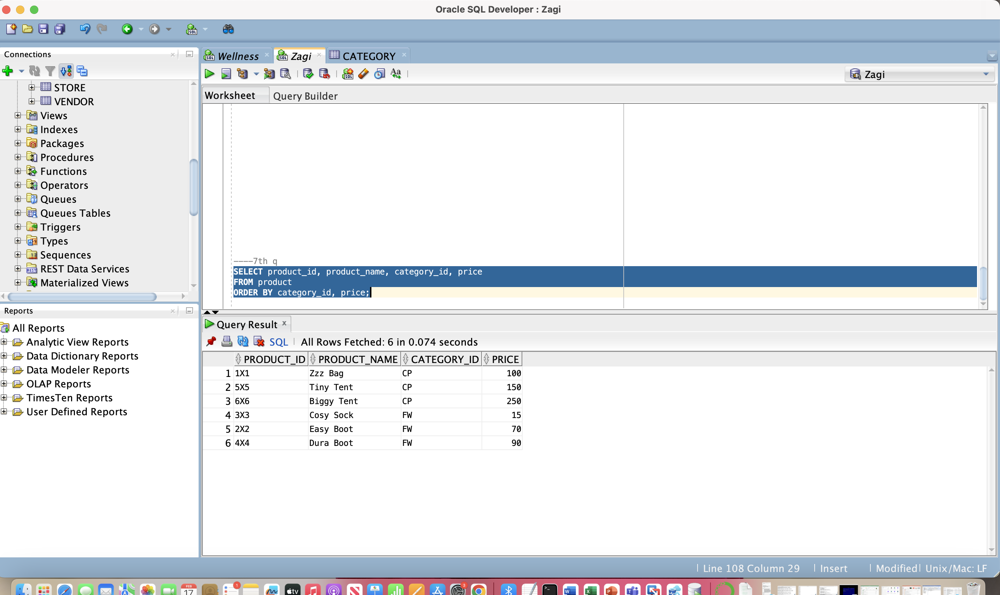 Oracle SQL Developer : Zagi
Connections
STORE
VENDOR
Views
Indexes
Packages
Procedures
Functions
Operators
Queues
Queues Tables
Triggers
Types
Sequences
REST Data Services
Materialized Views
Reports
All Reports
Analytic View Reports
Data Dictionary Reports
Data Modeler Reports
OLAP Reports
TimesTen Reports
User Defined Reports
Wellness Zagi CATEGORY
Zagi
Worksheet Query Builder
----7th q
SELECT product_id, product_name, category_id, price
FROM product
ORDER BY category_id, price;
Query Result
SQL All Rows Fetched: 6 in 0.074 seconds
PRODUCT_ID PRODUCT_NAME CATEGORY_ID PRICE
1 1X1 Zzz Bag CP 100
2 5X5 Tiny Tent CP 150
3 6X6 Biggy Tent CP 250
4 3X3 Cosy Sock FW 15
5 2X2 Easy Boot FW 70
6 4X4 Dura Boot FW 90
Line 108 Column 29 Insert Modified Unix/Mac: LF
FEB
17
1
tv
3